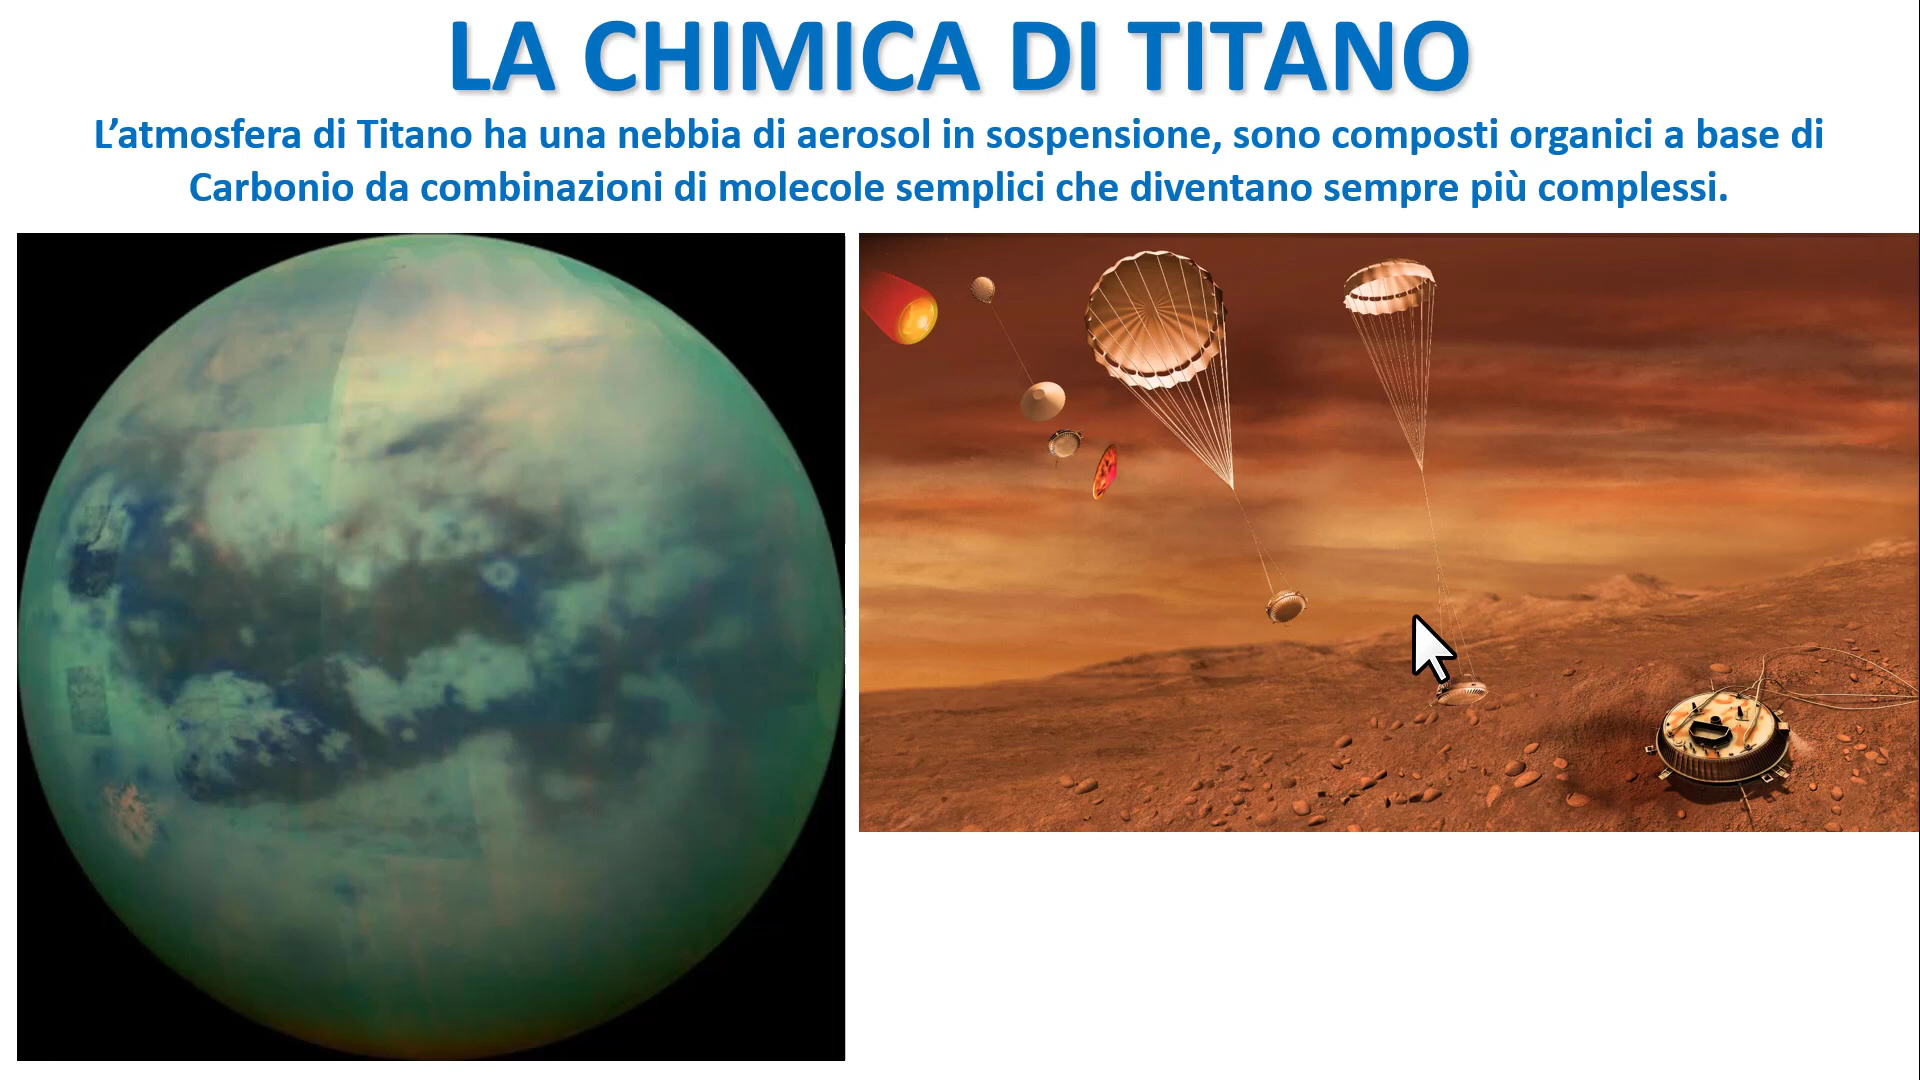 LA CHIMICA DI TITANO
L’atmosfera di Titano ha una nebbia di aerosol in sospensione, sono composti organici a base di
Carbonio da combinazioni di molecole semplici che diventano sempre più complessi.